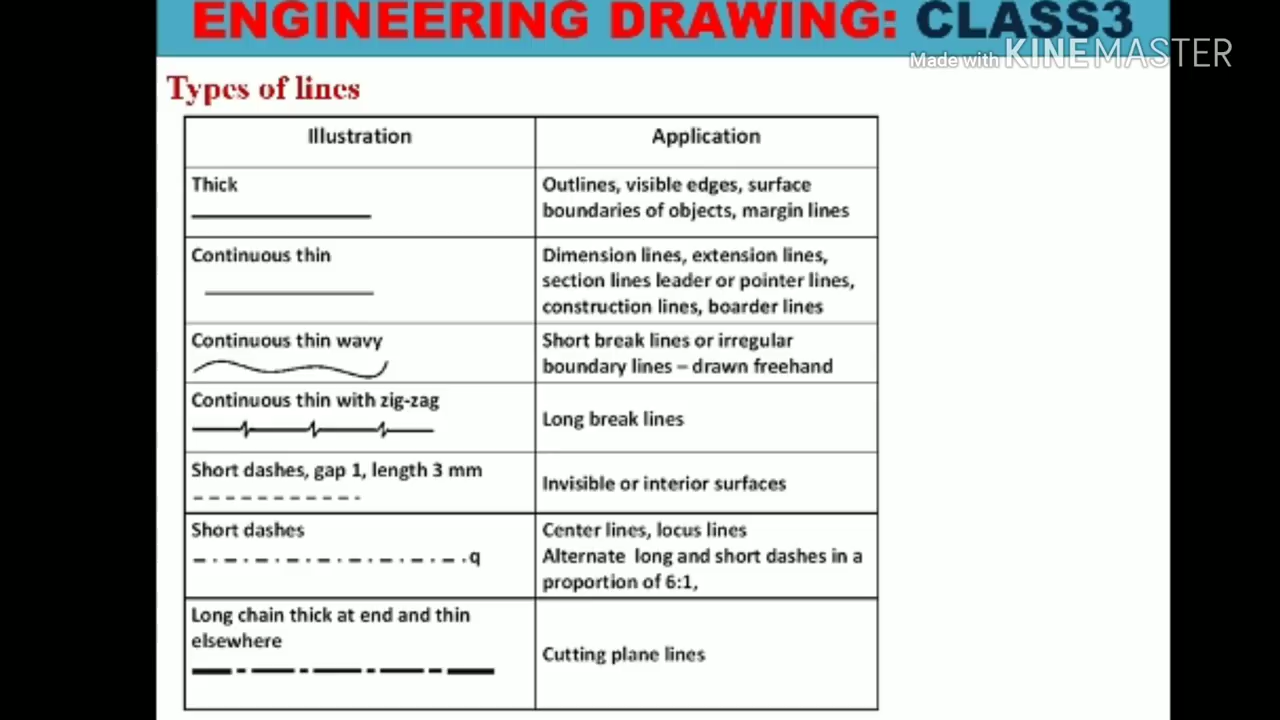 ENGINEERING DRAWING: CLASS3
Made with KINEMASTER
Types of lines
Illustration
Application
Thick
Outlines, visible edges, surface
boundaries of objects, margin lines
Continuous thin
Dimension lines, extension lines,
section lines leader or pointer lines,
construction lines, boarder lines
Continuous thin wavy
Short break lines or irregular
boundary lines – drawn freehand
Continuous thin with zig-zag
Long break lines
Short dashes, gap 1, length 3 mm
Invisible or interior surfaces
Short dashes
q
Center lines, locus lines
Alternate long and short dashes in a
proportion of 6:1,
Long chain thick at end and thin
elsewhere
Cutting plane lines